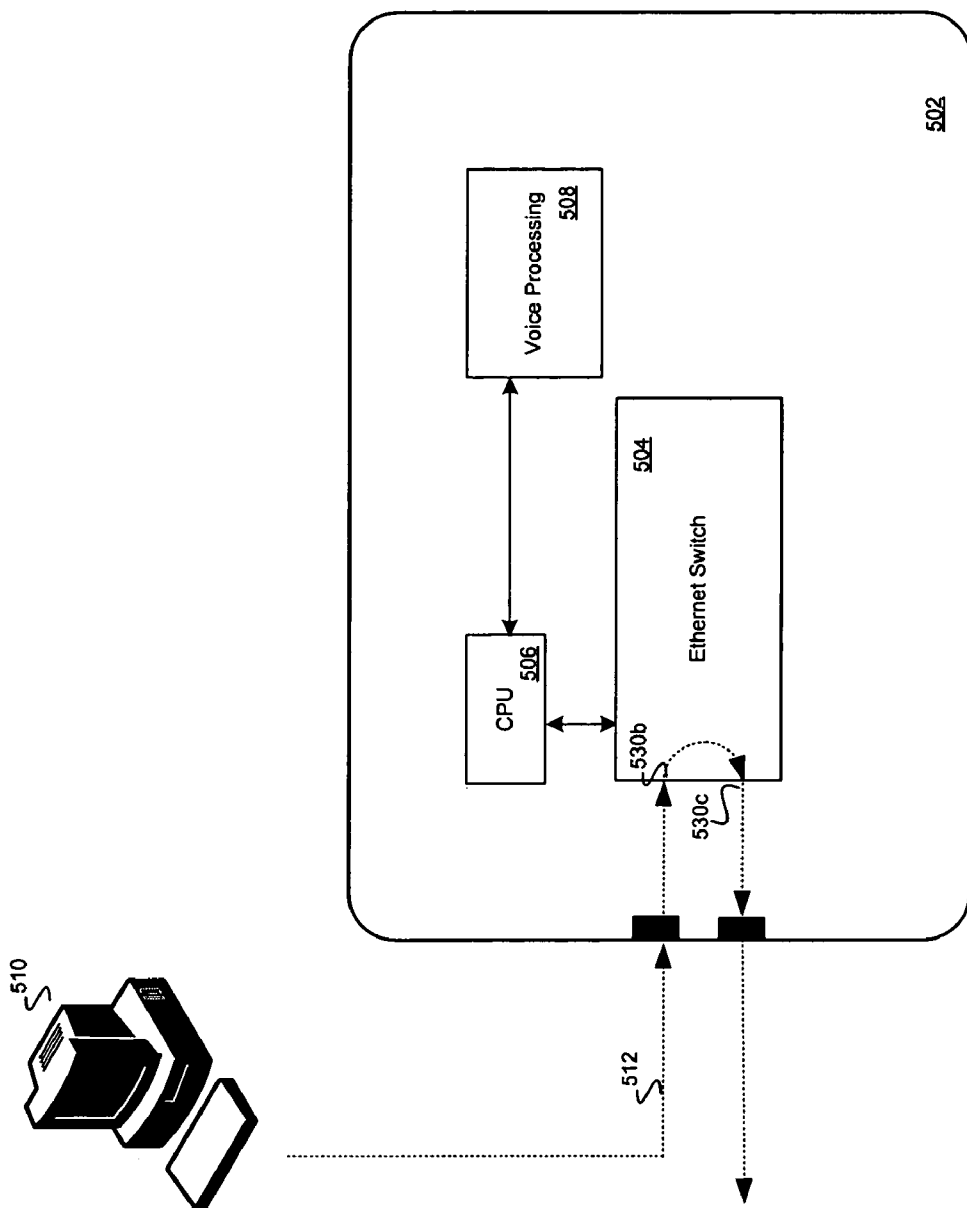 510
512
CPU
506
Voice Processing
508
530b
504
Ethernet Switch
530c
502